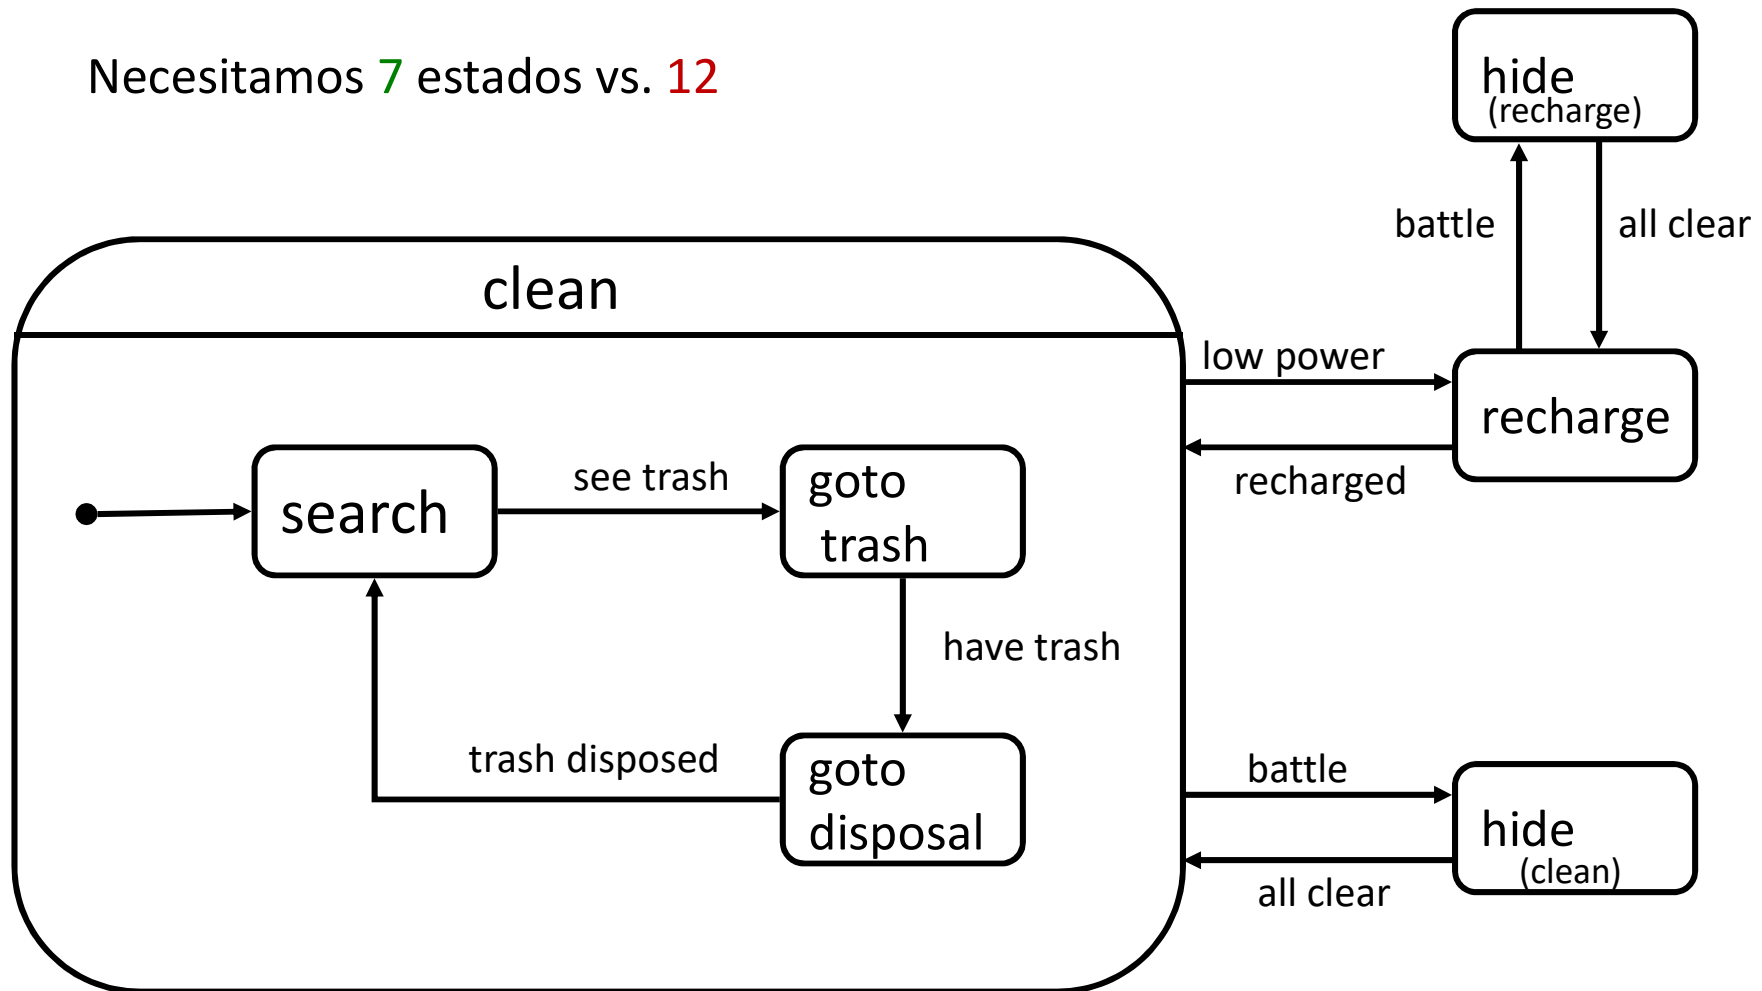 Necesitamos 7 estados vs. 12
hide
(recharge)
battle
all clear
clean
low power
recharge
recharged
search
see trash
goto
trash
have trash
trash disposed
goto
disposal
battle
hide
(clean)
all clear